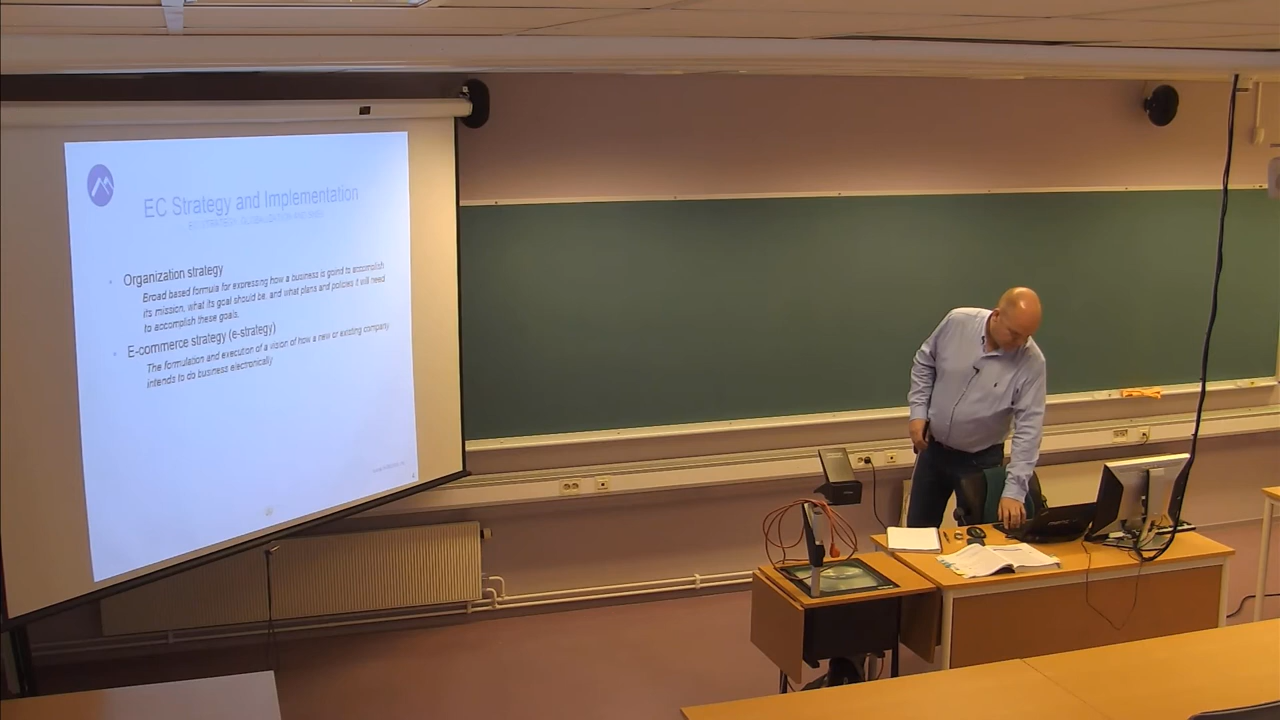 EC Strategy and Implementation
Organization strategy
Broad based formula for expressing how a business is going to accomplish
its mission, what its goal should be, and what plans and policies it will need
to accomplish these goals.
E-commerce strategy (e-strategy)
The formulation and execution of a vision of how a new or existing company
intends to do business electronically